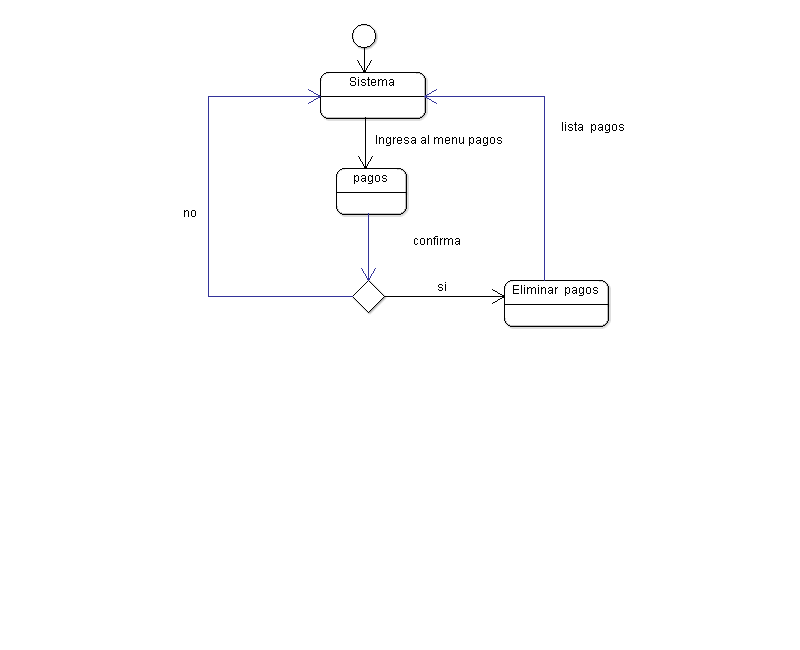 Sistema
lista pagos
Ingresa al menu pagos
pagos
no
confirma
si
Eliminar pagos